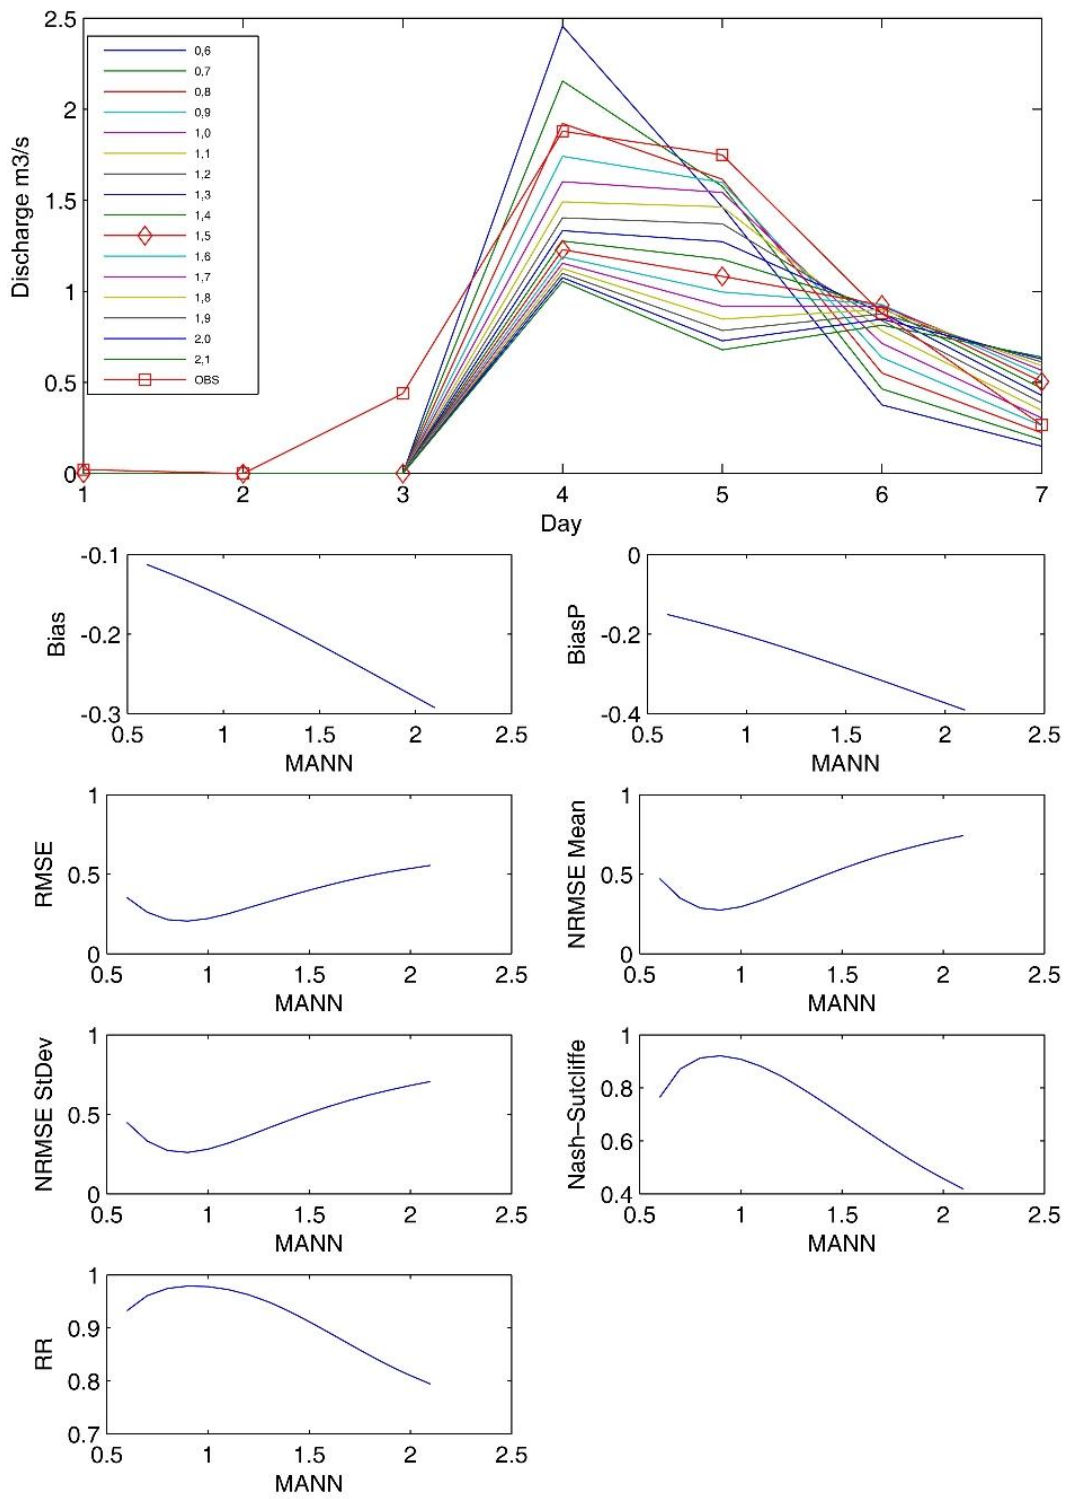 2.5
2
1.5
1
0.5
0
Discharge m3/s
0,6
0,7
0,8
0,9
1,0
1,1
1,2
1,3
1,4
1,5
1,6
1,7
1,8
1,9
2,0
2,1
OBS
1 2 3 4 5 6 7
Day
-0.1
-0.2
-0.3
Bias
0.5 1 1.5 2 2.5
MANN
0
-0.2
-0.4
BiasP
0.5 1 1.5 2 2.5
MANN
1
0.5
0
RMSE
0.5 1 1.5 2 2.5
MANN
1
0.5
0
NRMSE Mean
0.5 1 1.5 2 2.5
MANN
1
0.5
0
NRMSE StDev
0.5 1 1.5 2 2.5
MANN
1
0.8
0.6
0.4
Nash–Sutcliffe
0.5 1 1.5 2 2.5
MANN
1
0.9
0.8
0.7
RR
0.5 1 1.5 2 2.5
MANN